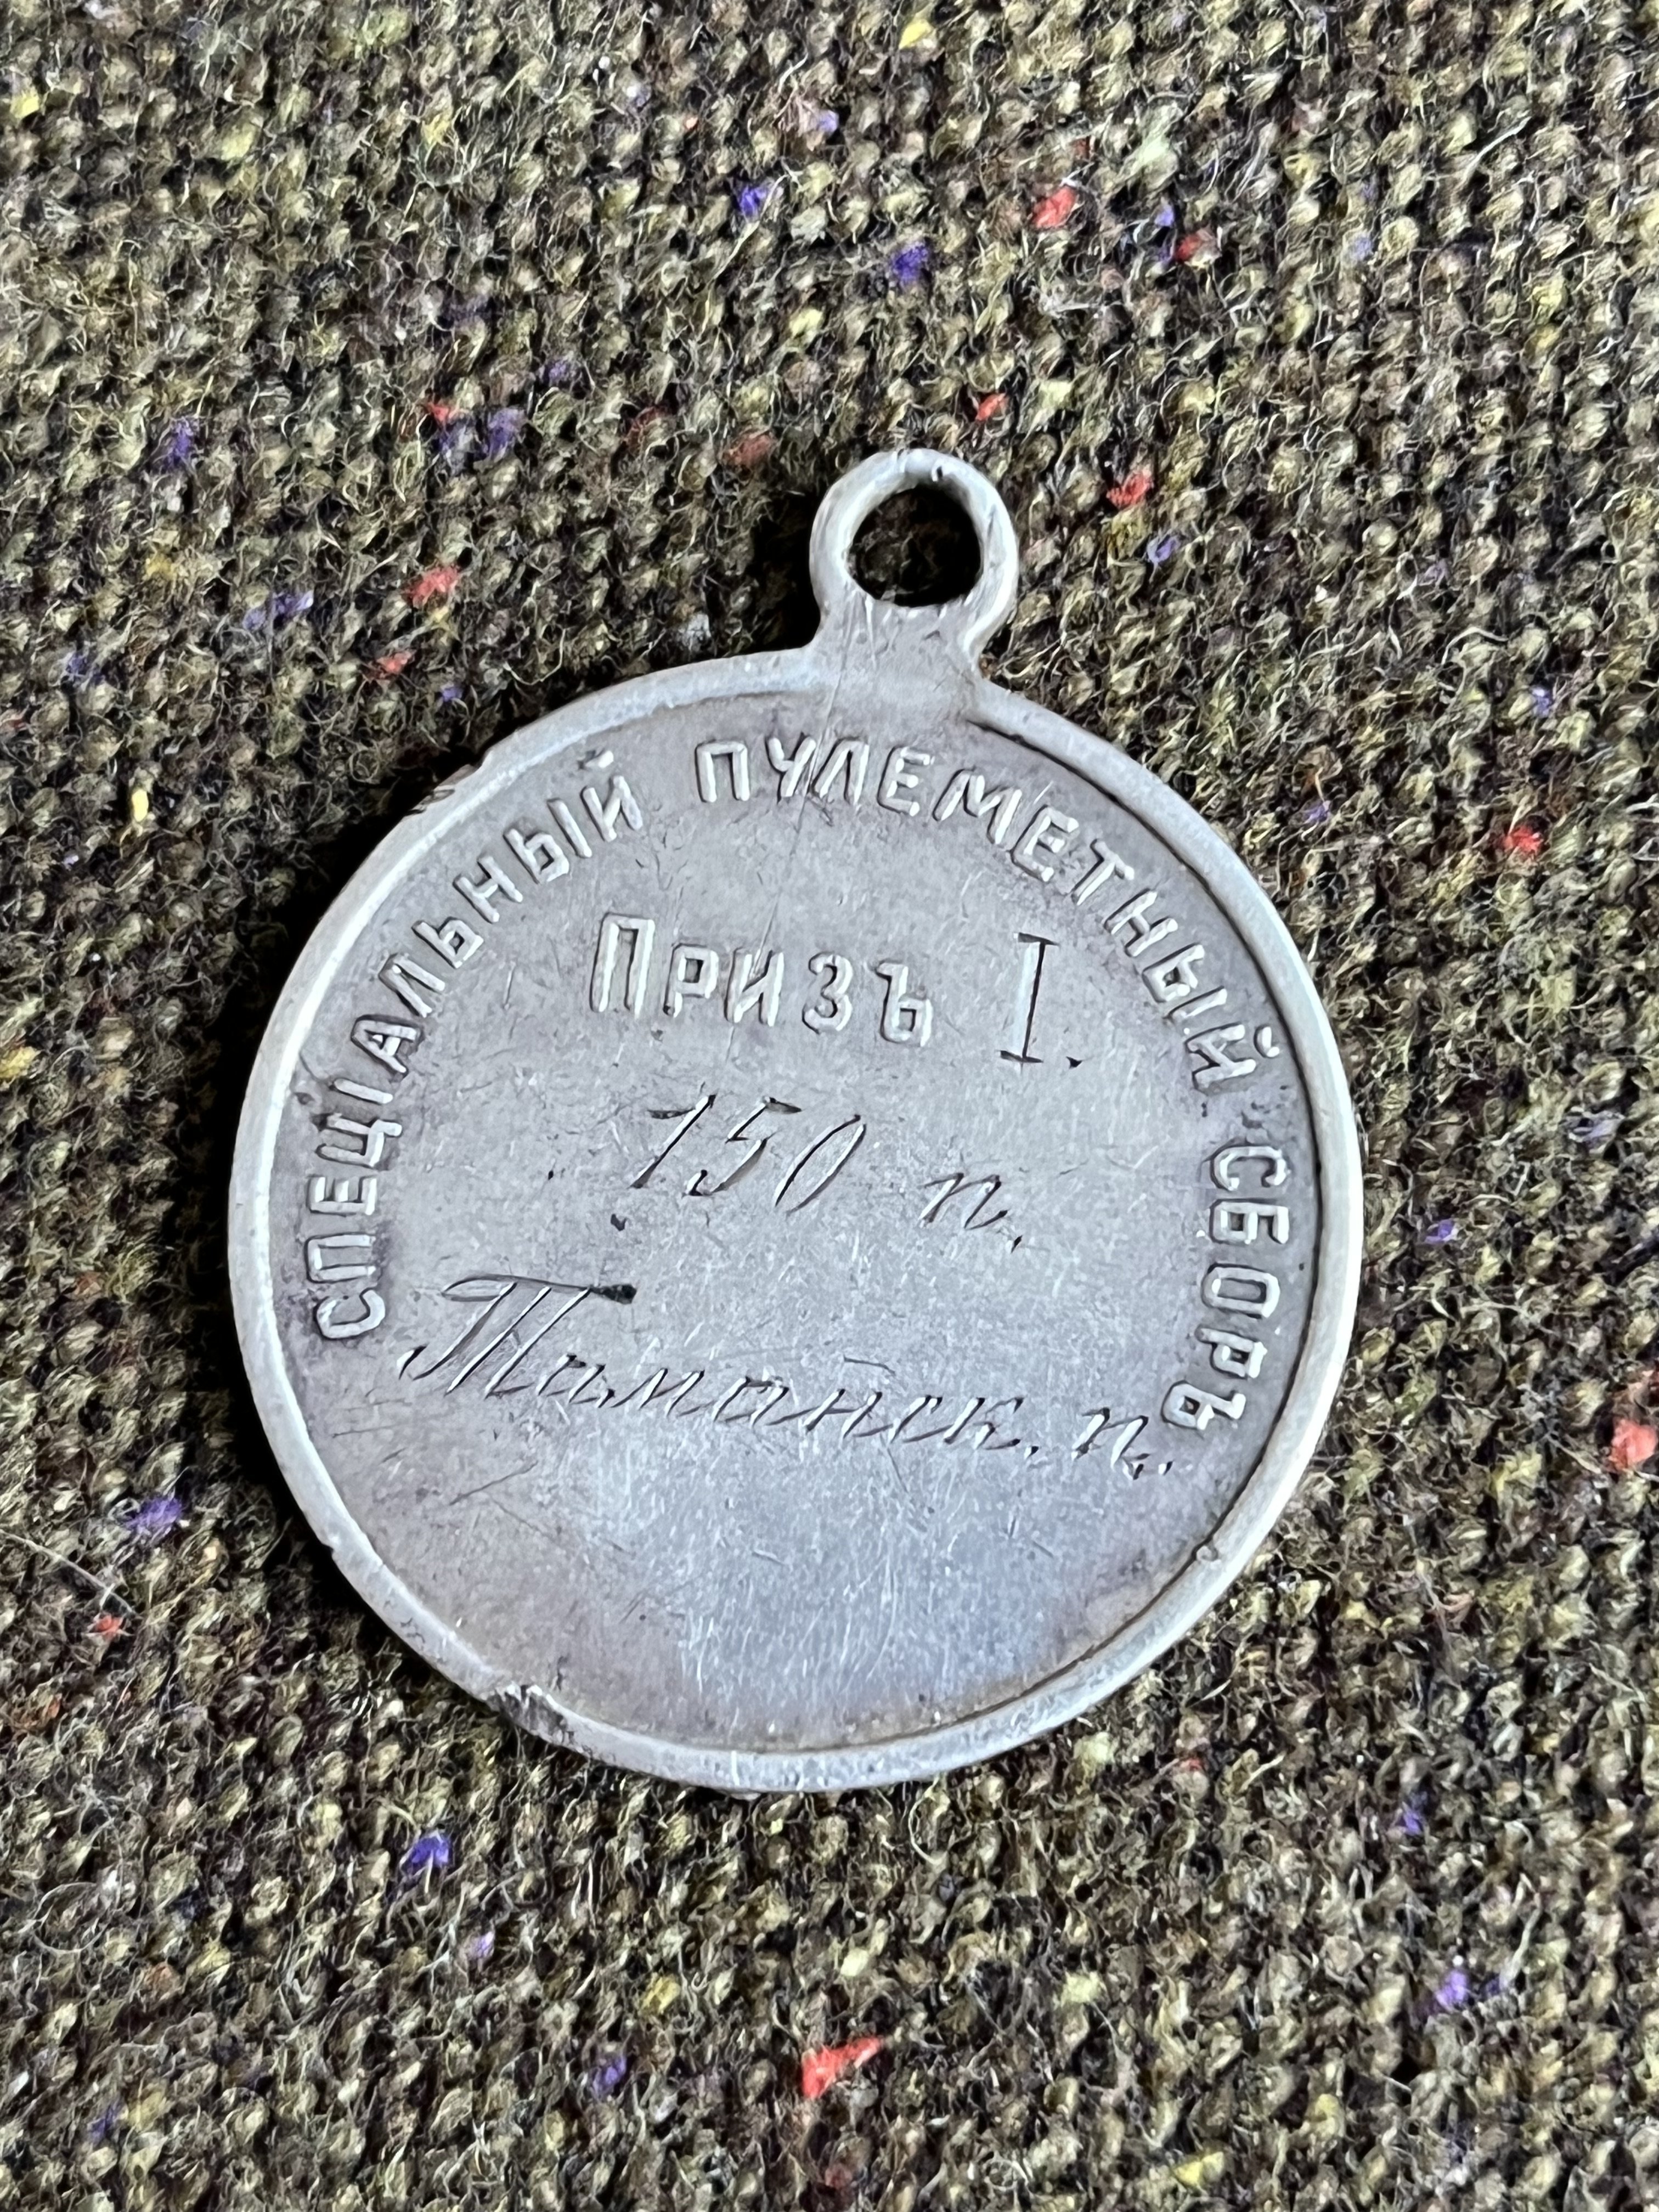 СПЕЦІАЛЬНЫЙ ПУЛЕМЕТНЫЙ СБОРЪ
Призъ I.
150 п.
Таманск. п.